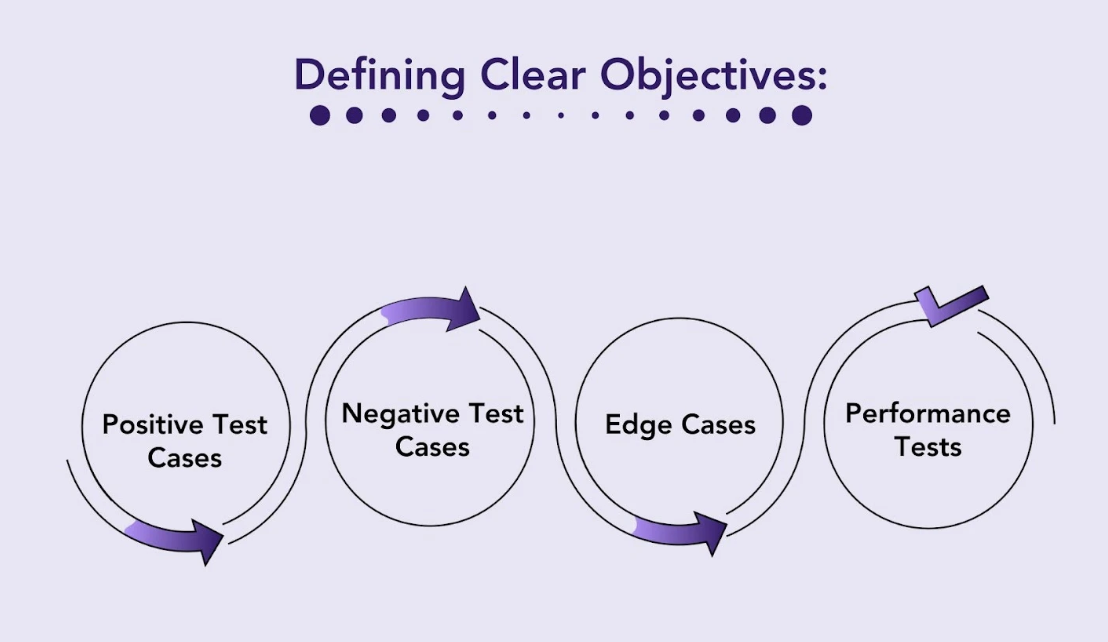 Defining Clear Objectives:
Positive Test
Cases
Negative Test
Cases
Edge Cases
Performance
Tests